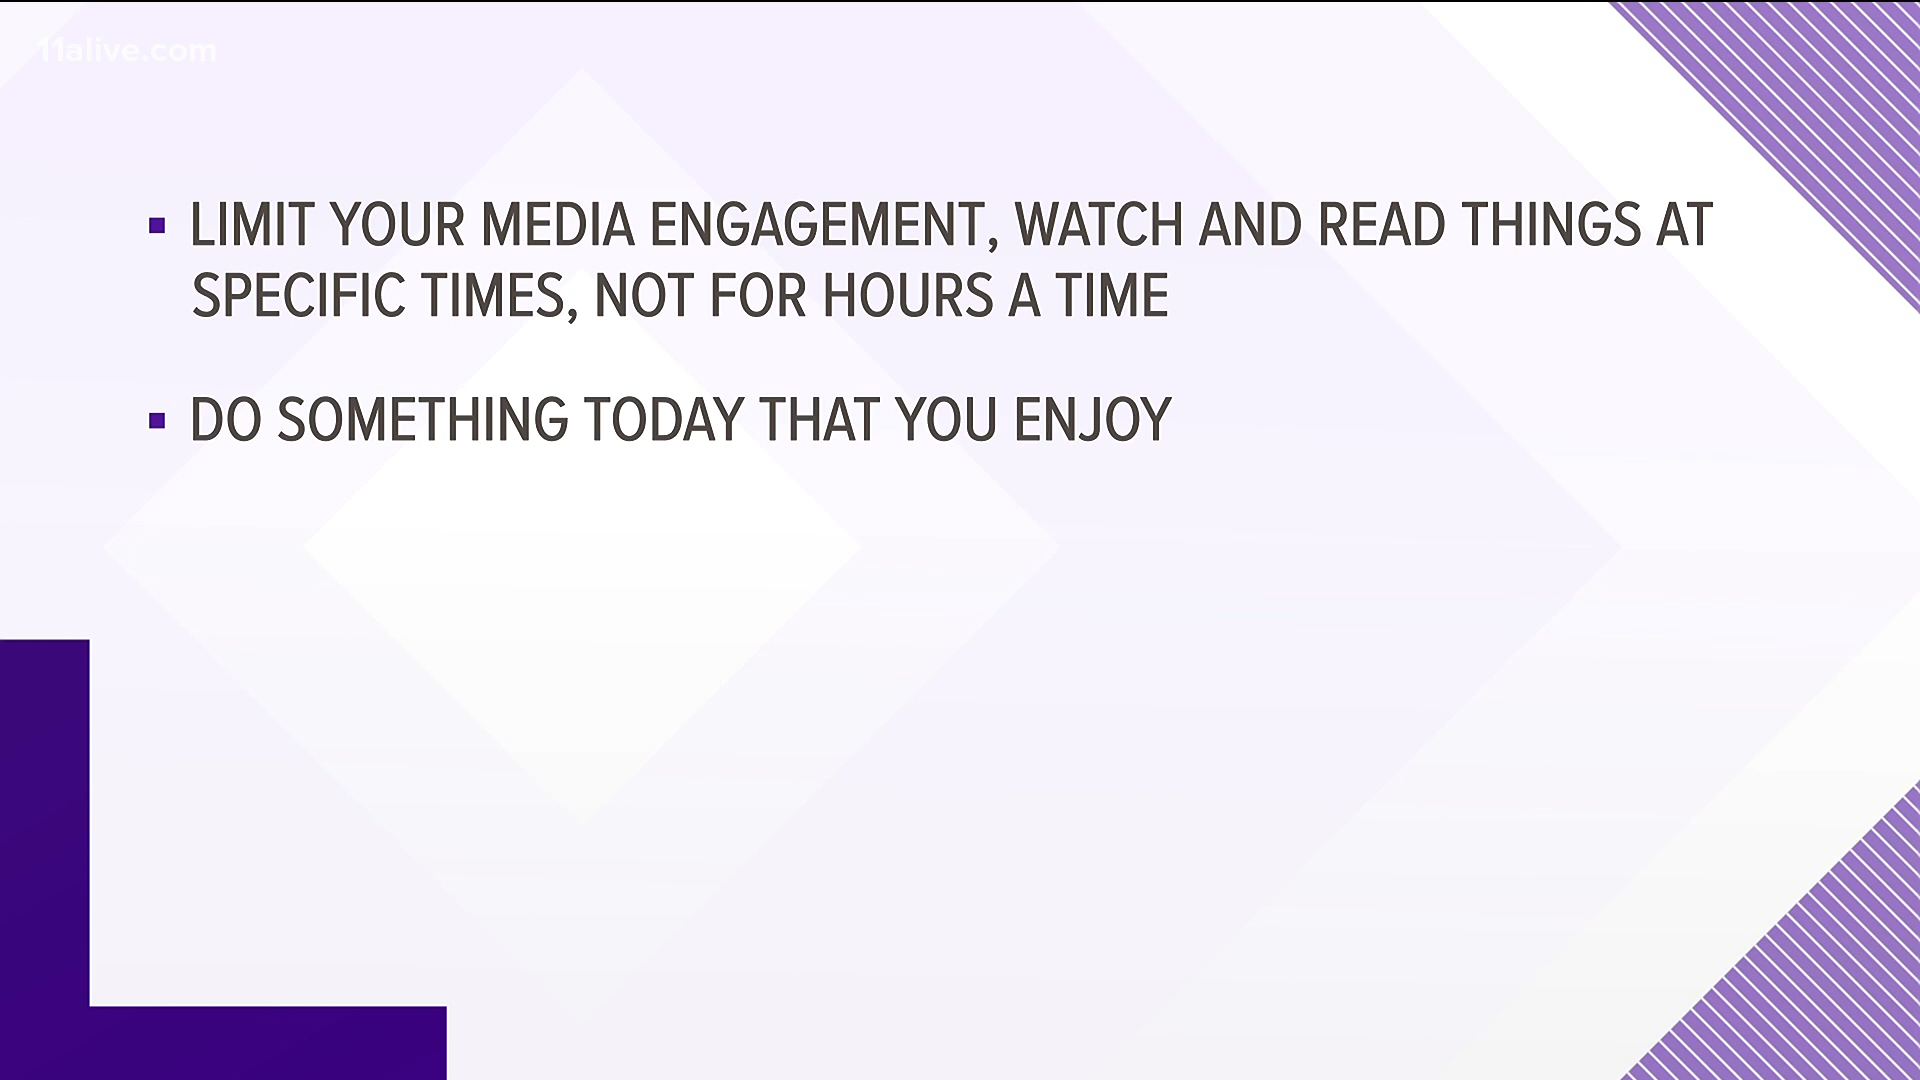 11alive.com
▪ LIMIT YOUR MEDIA ENGAGEMENT, WATCH AND READ THINGS AT
SPECIFIC TIMES, NOT FOR HOURS A TIME
▪ DO SOMETHING TODAY THAT YOU ENJOY